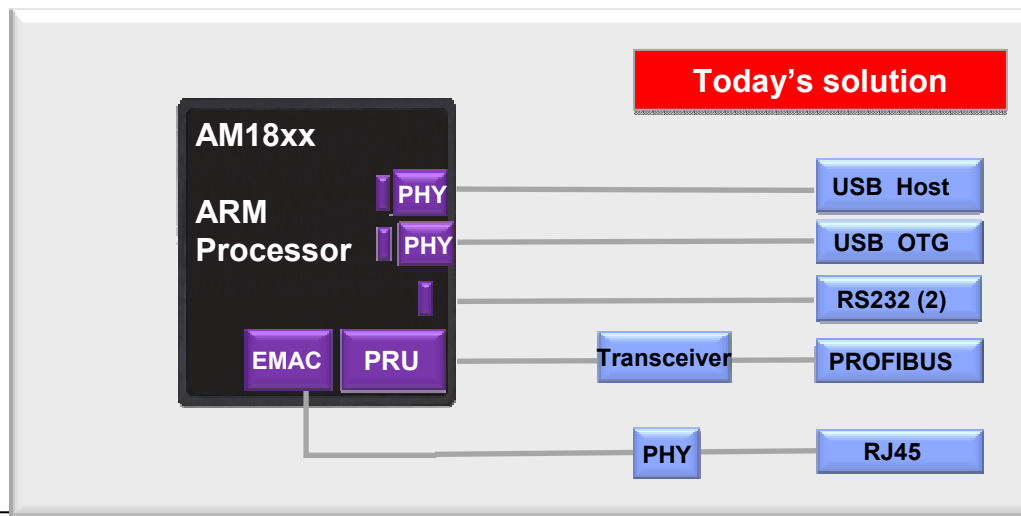 Today’s solution
AM18xx
ARM
Processor
PHY
PHY
EMAC
PRU
USB Host
USB OTG
RS232 (2)
Transceiver
PROFIBUS
PHY
RJ45